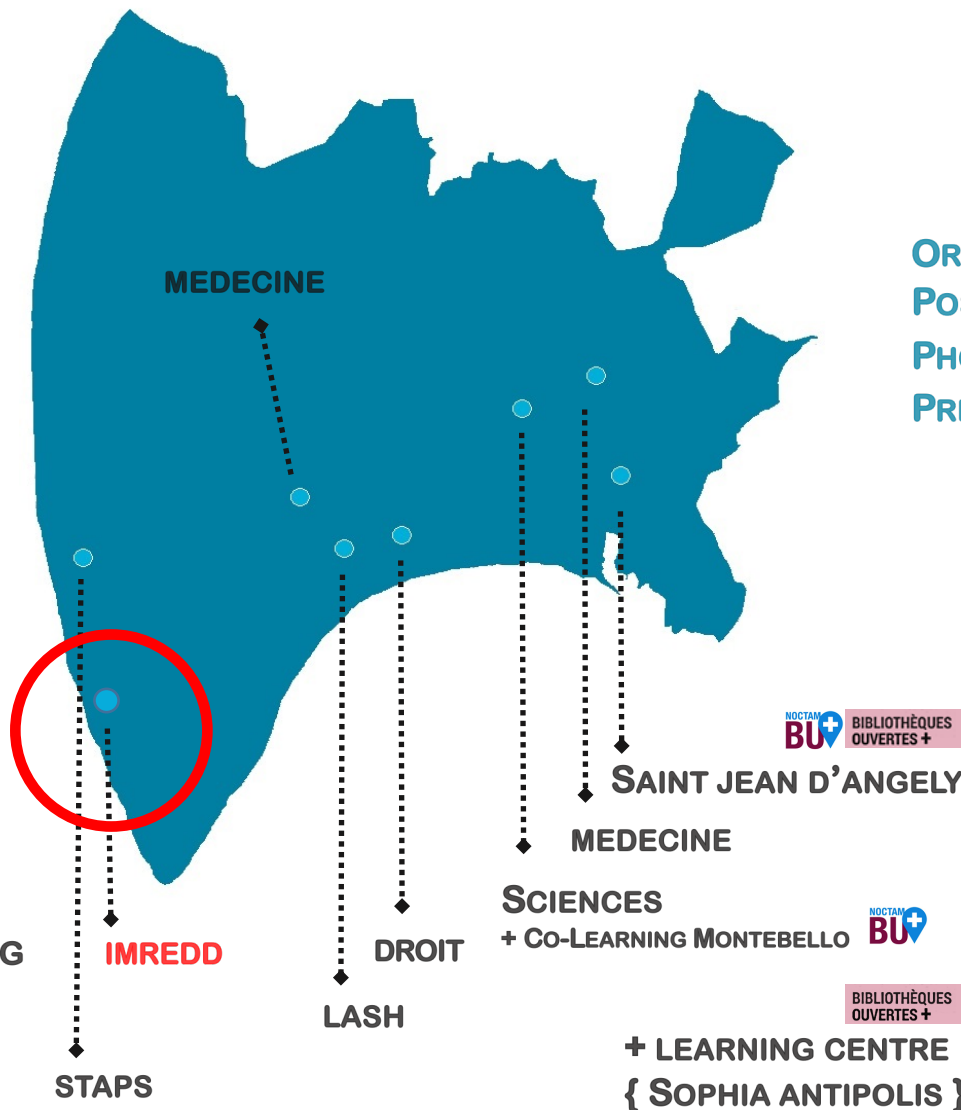 MEDECINE
NOCTAM
BU
BIBLIOTHÈQUES
OUVERTES +
SAINT JEAN D'ANGELY
MEDECINE
SCIENCES
+ CO-LEARNING MONTEBELLO
NOCTAM
BU
IMREDD
DROIT
LASH
BIBLIOTHÈQUES
OUVERTES +
+ LEARNING CENTRE
{ SOPHIA ANTIPOLIS }
STAPS